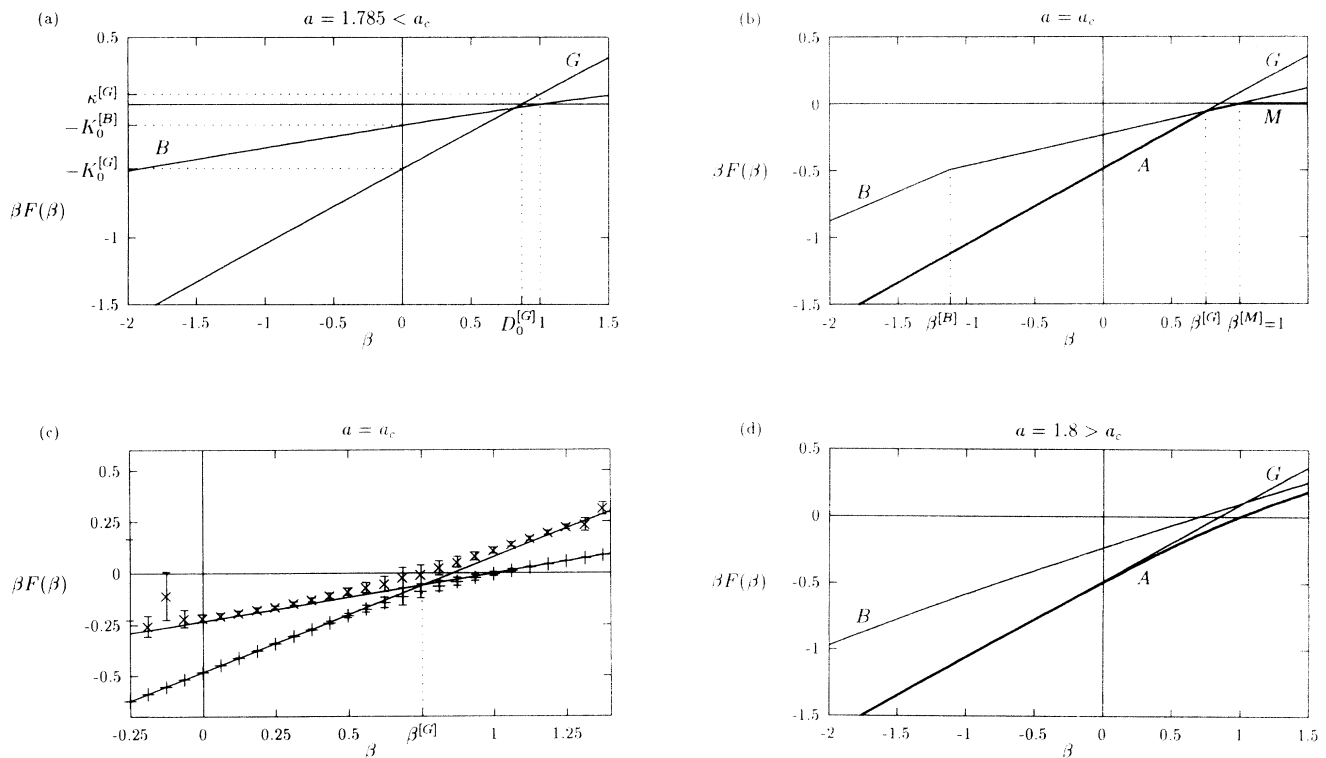 (a)
a = 1.785 < a_c
0.5
κ^[G]
−K_0^[B]
−K_0^[G]
βF(β)
-1
-1.5
G
B
-2 -1.5 -1 -0.5 0 0.5 D_0^[G] 1 1.5
β
(b)
a = a_c
0.5
0
-0.5
βF(β)
-1
-1.5
G
M
A
B
-2 -1.5 β^[B] -1 -0.5 0 0.5 β^[G] β^[M]=1
β
(c)
a = a_c
0.5
0.25
0
βF(β)
-0.25
-0.5
-0.25 0 0.25 0.5 β^[G] 1 1.25
β
(d)
a = 1.8 > a_c
0.5
0
-0.5
βF(β)
-1
-1.5
G
A
B
-2 -1.5 -1 -0.5 0 0.5 1 1.5
β